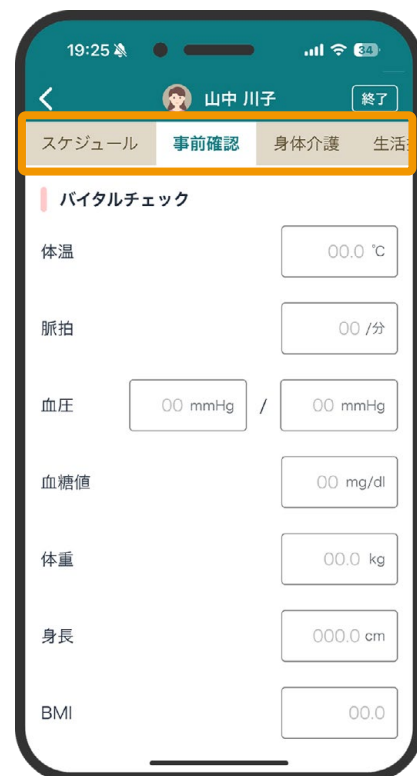 19:25 34
山中 川子 終了
スケジュール 事前確認 身体介護 生活
バイタルチェック
体温 00.0 ℃
脈拍 00 /分
血圧 00 mmHg / 00 mmHg
血糖値 00 mg/dl
体重 00.0 kg
身長 000.0 cm
BMI 00.0